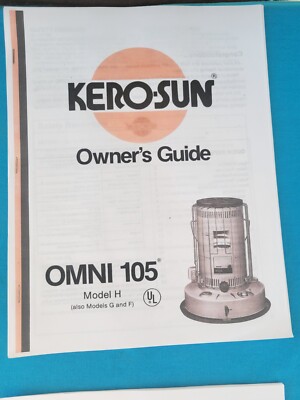 KERO-SUN®
Owner's Guide
OMNI 105®
Model H
(also Models G and F)
UL